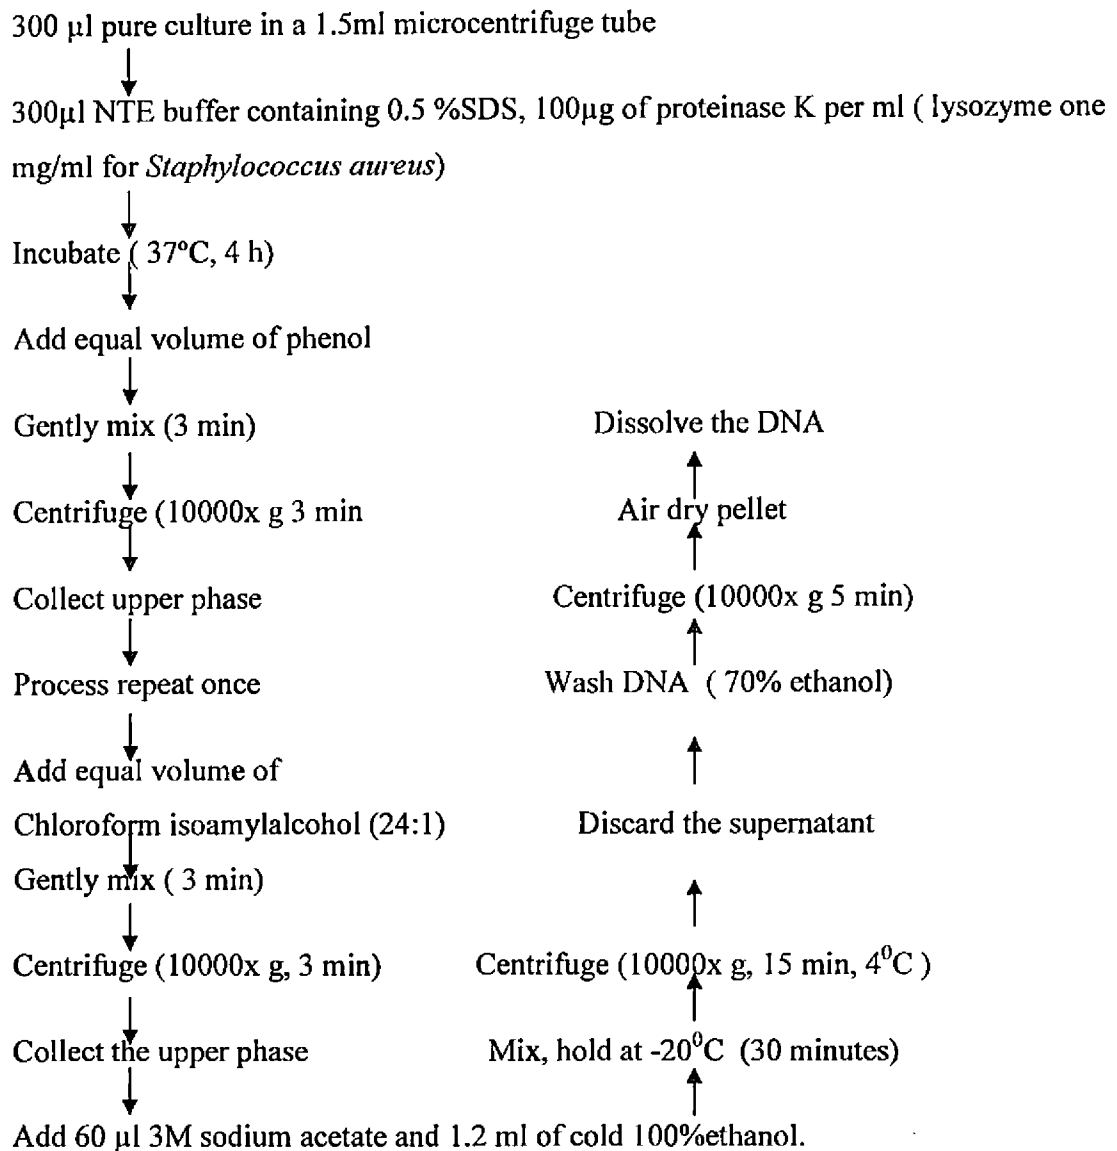 300 µl pure culture in a 1.5ml microcentrifuge tube
300µl NTE buffer containing 0.5 %SDS, 100µg of proteinase K per ml ( lysozyme one
mg/ml for Staphylococcus aureus)
Incubate ( 37ºC, 4 h)
Add equal volume of phenol
Gently mix (3 min)
Centrifuge (10000x g 3 min
Collect upper phase
Process repeat once
Add equal volume of
Chloroform isoamylalcohol (24:1)
Gently mix ( 3 min)
Centrifuge (10000x g, 3 min)
Collect the upper phase
Add 60 µl 3M sodium acetate and 1.2 ml of cold 100%ethanol.
Mix, hold at -20⁰C (30 minutes)
Centrifuge (10000x g, 15 min, 4⁰C )
Discard the supernatant
Wash DNA ( 70% ethanol)
Centrifuge (10000x g 5 min)
Air dry pellet
Dissolve the DNA